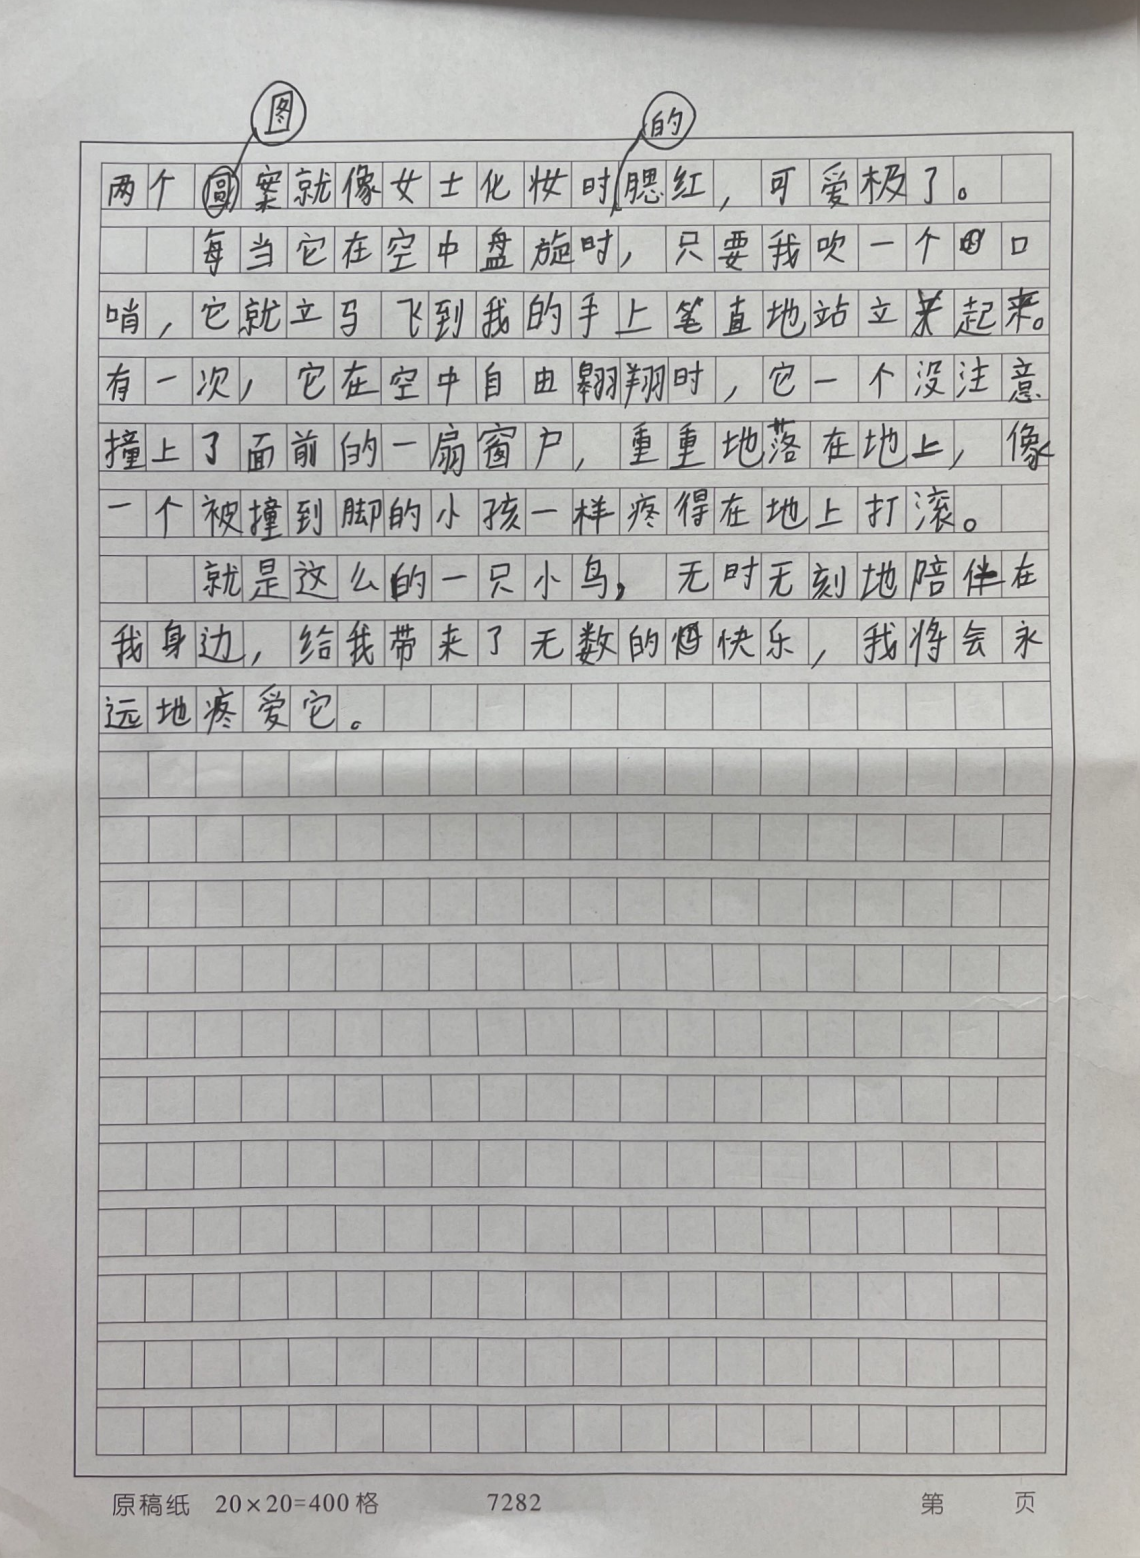 图 的
两个圆案就像女士化妆时腮红，可爱极了。
每当它在空中盘旋时，只要我吹一个口
哨，它就立马飞到我的手上笔直地站立起来。
有一次，它在空中自由翱翔时，它一个没注意
撞上了面前的一扇窗户，重重地落在地上，像
一个被撞到脚的小孩一样疼得在地上打滚。
就是这么的一只小鸟，无时无刻地陪伴在
我身边，给我带来了无数的快乐，我将会永
远地疼爱它。
原稿纸 20×20=400格 7282 第 页